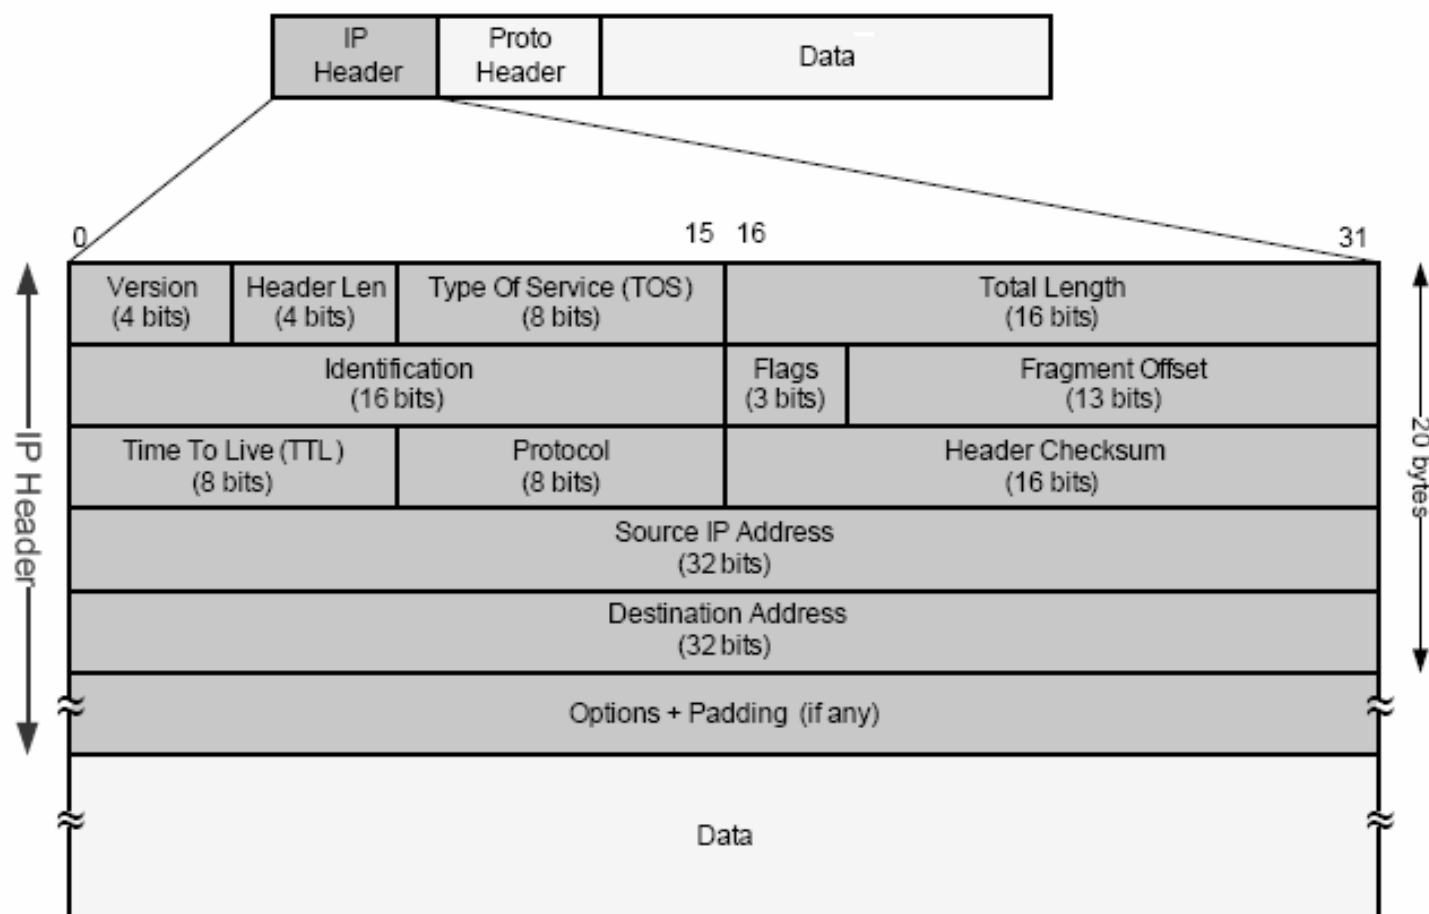 IP
Header
Proto
Header
Data
0
15
16
31
Version
(4 bits)
Header Len
(4 bits)
Type Of Service (TOS)
(8 bits)
Total Length
(16 bits)
Identification
(16 bits)
Flags
(3 bits)
Fragment Offset
(13 bits)
Time To Live (TTL)
(8 bits)
Protocol
(8 bits)
Header Checksum
(16 bits)
Source IP Address
(32 bits)
Destination Address
(32 bits)
Options + Padding (if any)
Data
IP Header
20 bytes